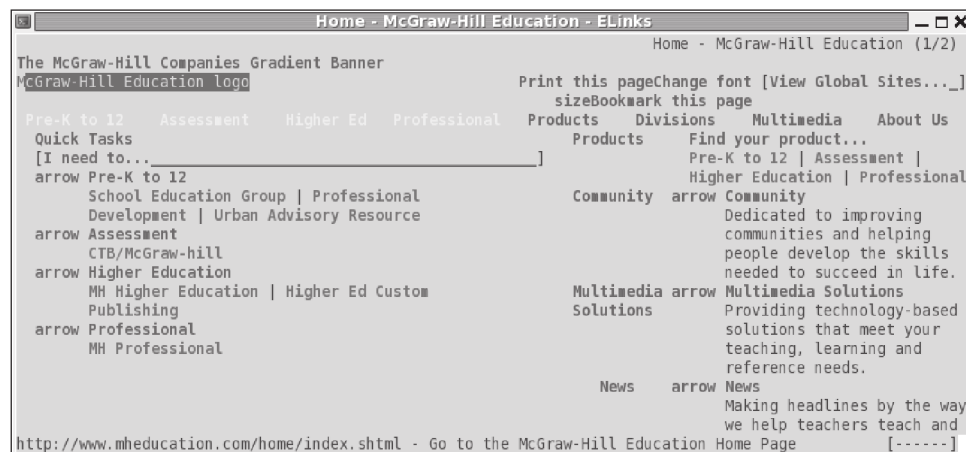 Home - McGraw-Hill Education - ELinks
Home - McGraw-Hill Education (1/2)
The McGraw-Hill Companies Gradient Banner
McGraw-Hill Education logo Print this pageChange font [View Global Sites..._]
sizeBookmark this page
Pre-K to 12 Assessment Higher Ed Professional Products Divisions Multimedia About Us
Quick Tasks Products Find your product...
[I need to...___________________________________________] Pre-K to 12 | Assessment |
arrow Pre-K to 12 Higher Education | Professional
School Education Group | Professional Community arrow Community
Development | Urban Advisory Resource Dedicated to improving
arrow Assessment communities and helping
CTB/McGraw-hill people develop the skills
arrow Higher Education needed to succeed in life.
MH Higher Education | Higher Ed Custom Multimedia arrow Multimedia Solutions
Publishing Solutions Providing technology-based
arrow Professional solutions that meet your
MH Professional teaching, learning and
reference needs.
News arrow News
Making headlines by the way
we help teachers teach and
http://www.mheducation.com/home/index.shtml - Go to the McGraw-Hill Education Home Page [------]